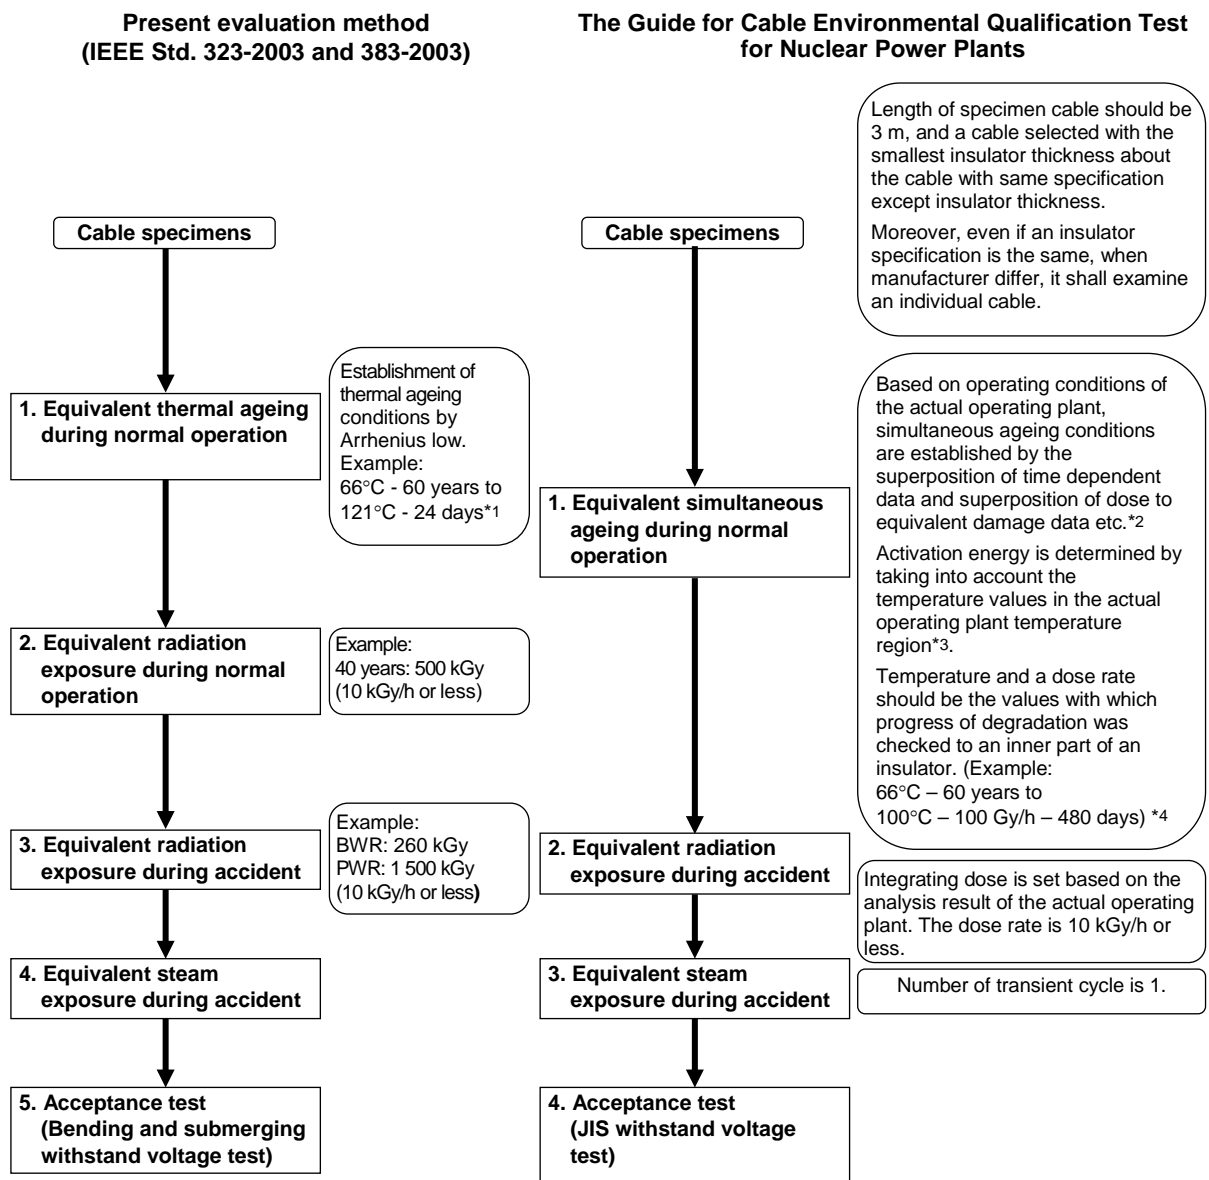 Present evaluation method
(IEEE Std. 323-2003 and 383-2003)
Cable specimens
1. Equivalent thermal ageing
during normal operation
Establishment of
thermal ageing
conditions by
Arrhenius low.
Example:
66°C - 60 years to
121°C - 24 days*1
2. Equivalent radiation
exposure during normal
operation
Example:
40 years: 500 kGy
(10 kGy/h or less)
3. Equivalent radiation
exposure during accident
Example:
BWR: 260 kGy
PWR: 1 500 kGy
(10 kGy/h or less)
4. Equivalent steam
exposure during accident
5. Acceptance test
(Bending and submerging
withstand voltage test)
The Guide for Cable Environmental Qualification Test
for Nuclear Power Plants
Cable specimens
Length of specimen cable should be
3 m, and a cable selected with the
smallest insulator thickness about
the cable with same specification
except insulator thickness.
Moreover, even if an insulator
specification is the same, when
manufacturer differ, it shall examine
an individual cable.
1. Equivalent simultaneous
ageing during normal
operation
Based on operating conditions of
the actual operating plant,
simultaneous ageing conditions
are established by the
superposition of time dependent
data and superposition of dose to
equivalent damage data etc.*2
Activation energy is determined by
taking into account the
temperature values in the actual
operating plant temperature
region*3.
Temperature and a dose rate
should be the values with which
progress of degradation was
checked to an inner part of an
insulator. (Example:
66°C – 60 years to
100°C – 100 Gy/h – 480 days) *4
2. Equivalent radiation
exposure during accident
Integrating dose is set based on the
analysis result of the actual operating
plant. The dose rate is 10 kGy/h or
less.
3. Equivalent steam
exposure during accident
Number of transient cycle is 1.
4. Acceptance test
(JIS withstand voltage
test)